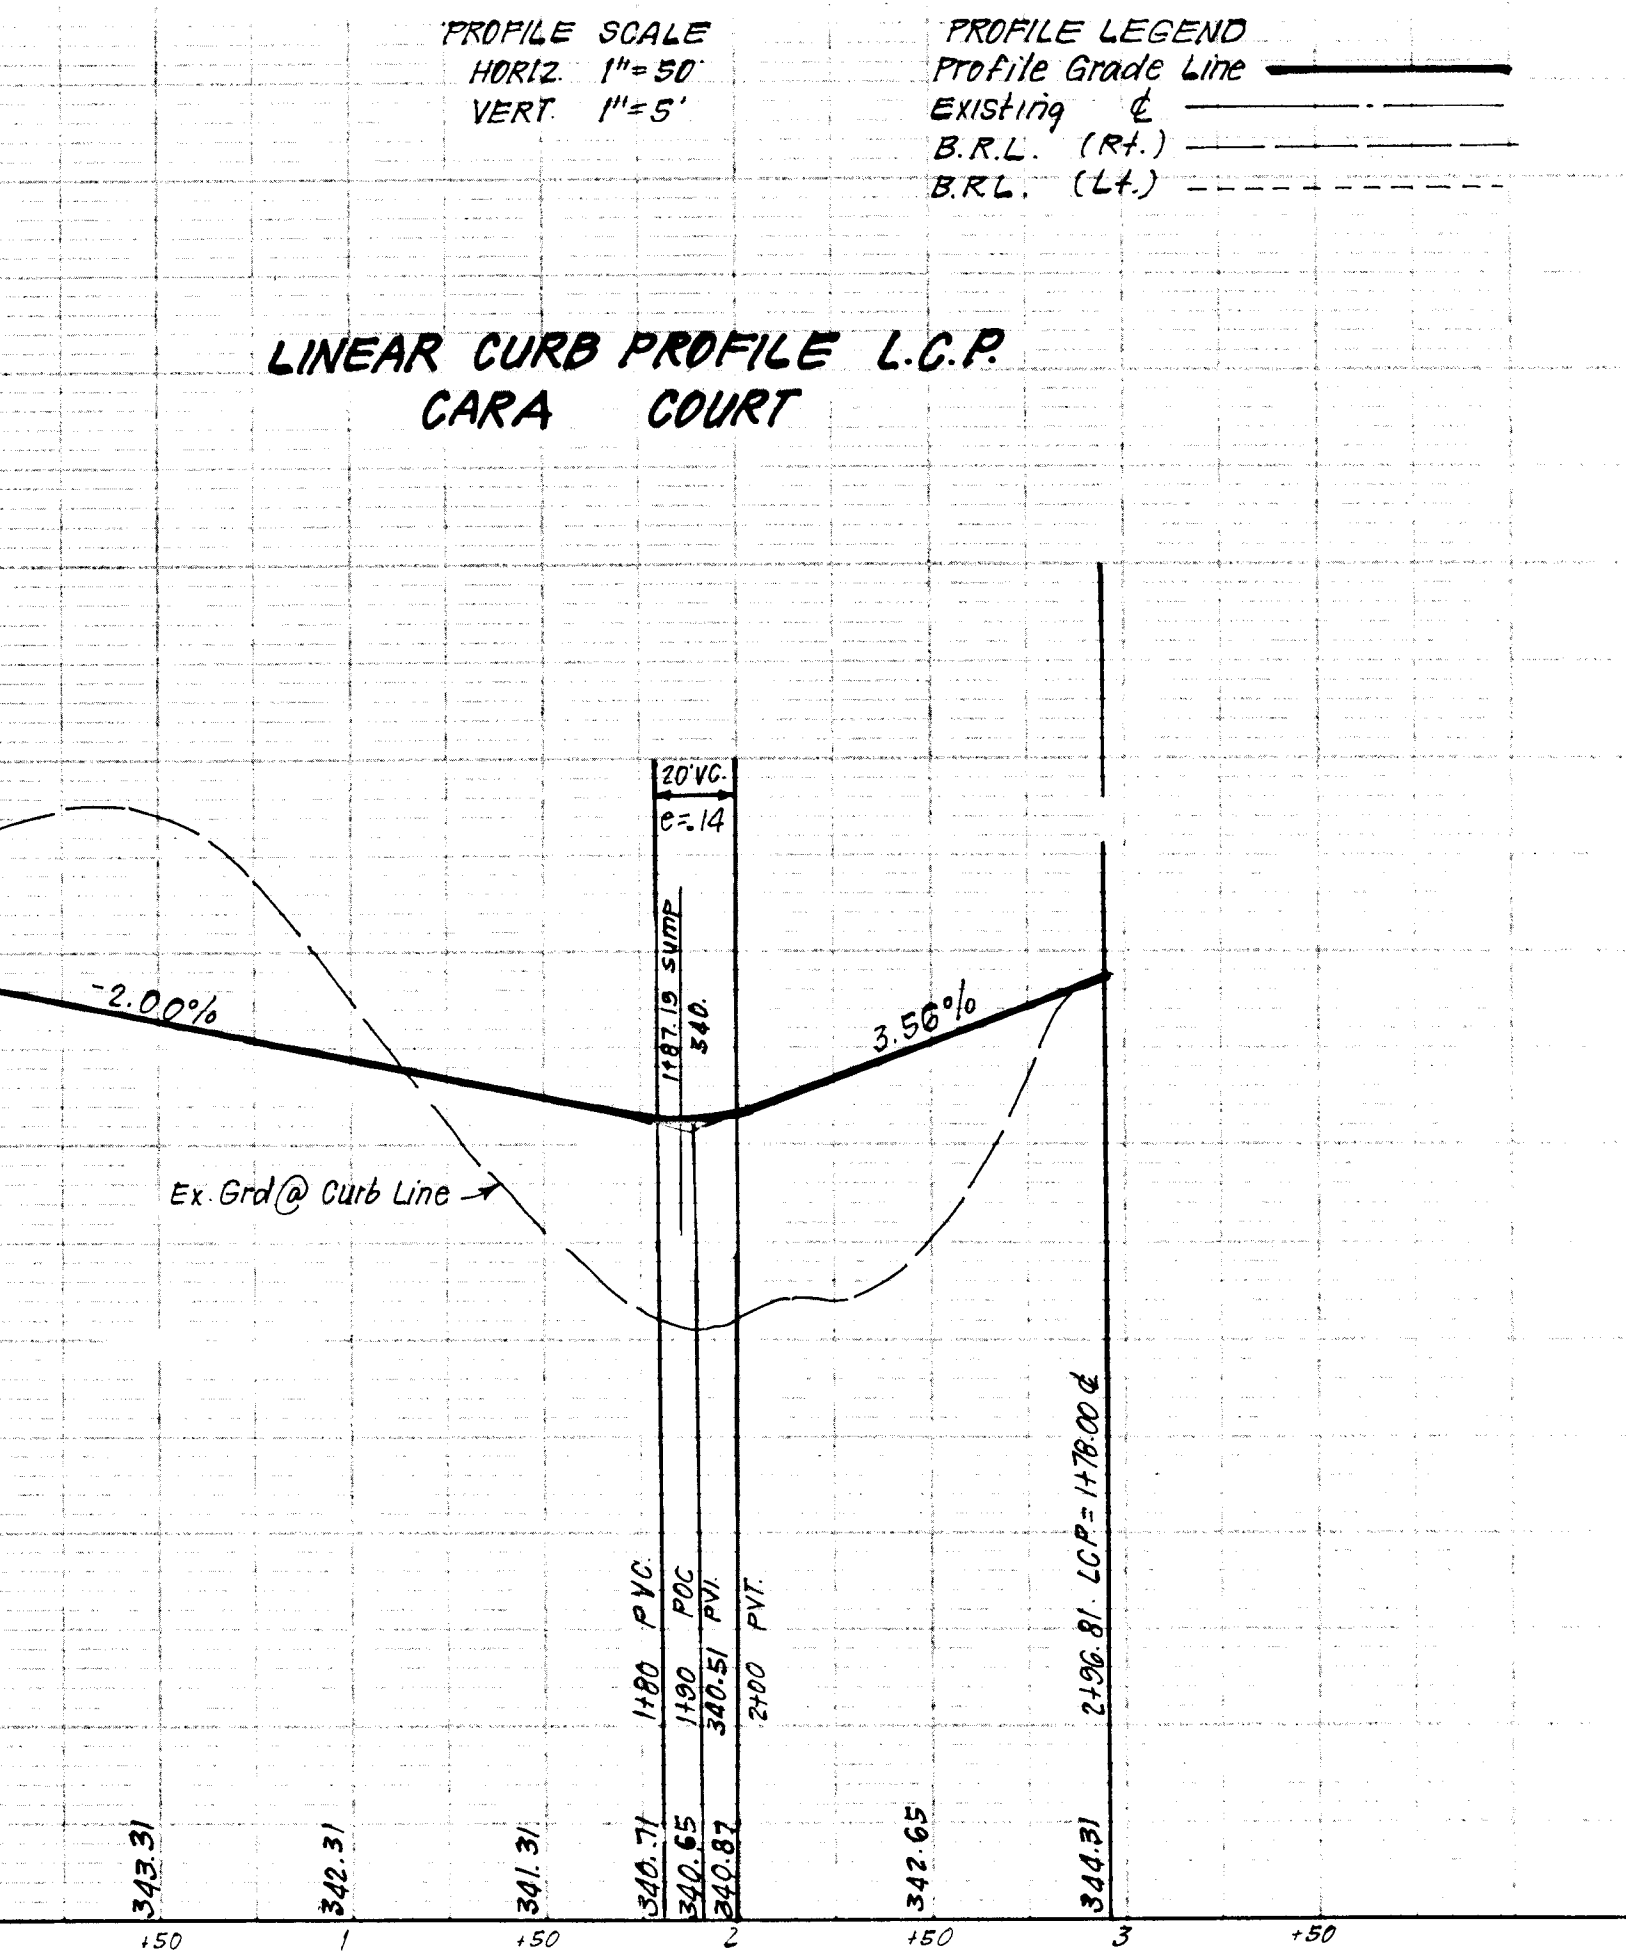 PROFILE SCALE
HORIZ. 1"=50'
VERT. 1"=5'
PROFILE LEGEND
Profile Grade Line
Existing ℄
B.R.L. (Rt.)
B.R.L. (Lt.)
LINEAR CURB PROFILE L.C.P.
CARA COURT
20'VC.
e=.14
1+87.19 sump
340.
-2.00%
3.56%
Ex. Grd @ Curb Line
1+80 PVC.
1+90 POC
340.51 PVI.
2+00 PVT.
2+96.81 LCP.= 1+78.00 ℄
343.31
342.31
341.31
340.71
340.65
340.87
342.65
344.31
+50
1
+50
2
+50
3
+50